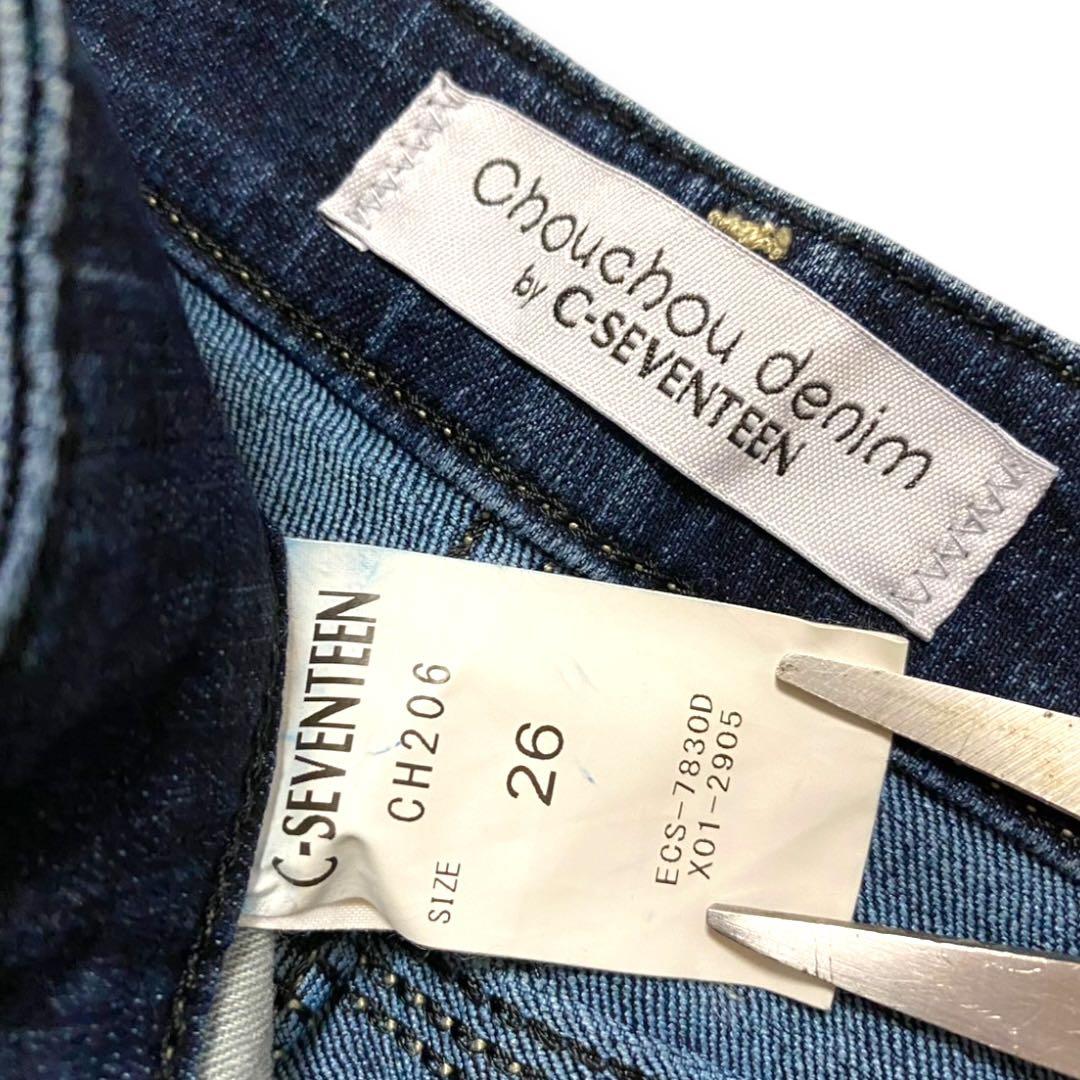 Chouchou denim
by C-SEVENTEEN
C-SEVENTEEN
CH206
SIZE 26
ECS-7830D
X01-2905